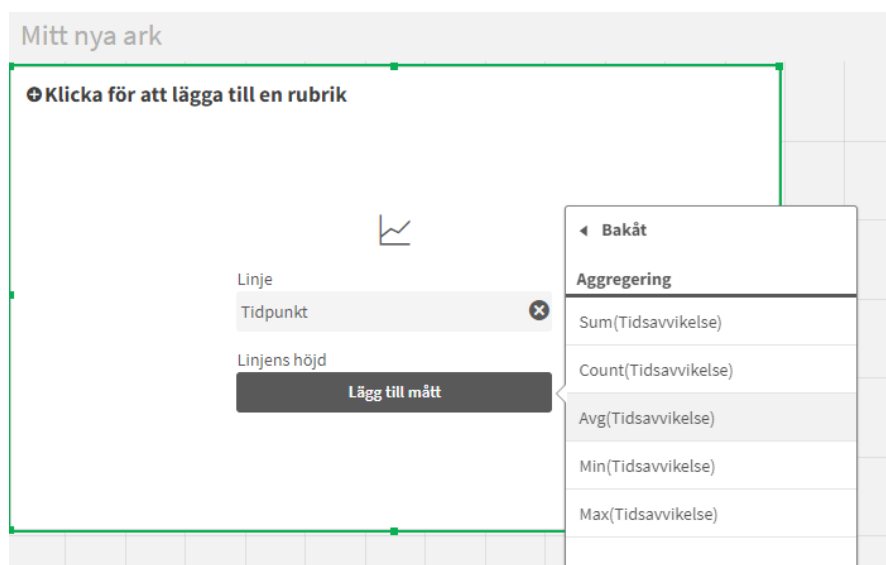 Mitt nya ark
Klicka för att lägga till en rubrik
Linje
Tidpunkt
Linjens höjd
Lägg till mått
Bakåt
Aggregering
Sum(Tidsavvikelse)
Count(Tidsavvikelse)
Avg(Tidsavvikelse)
Min(Tidsavvikelse)
Max(Tidsavvikelse)